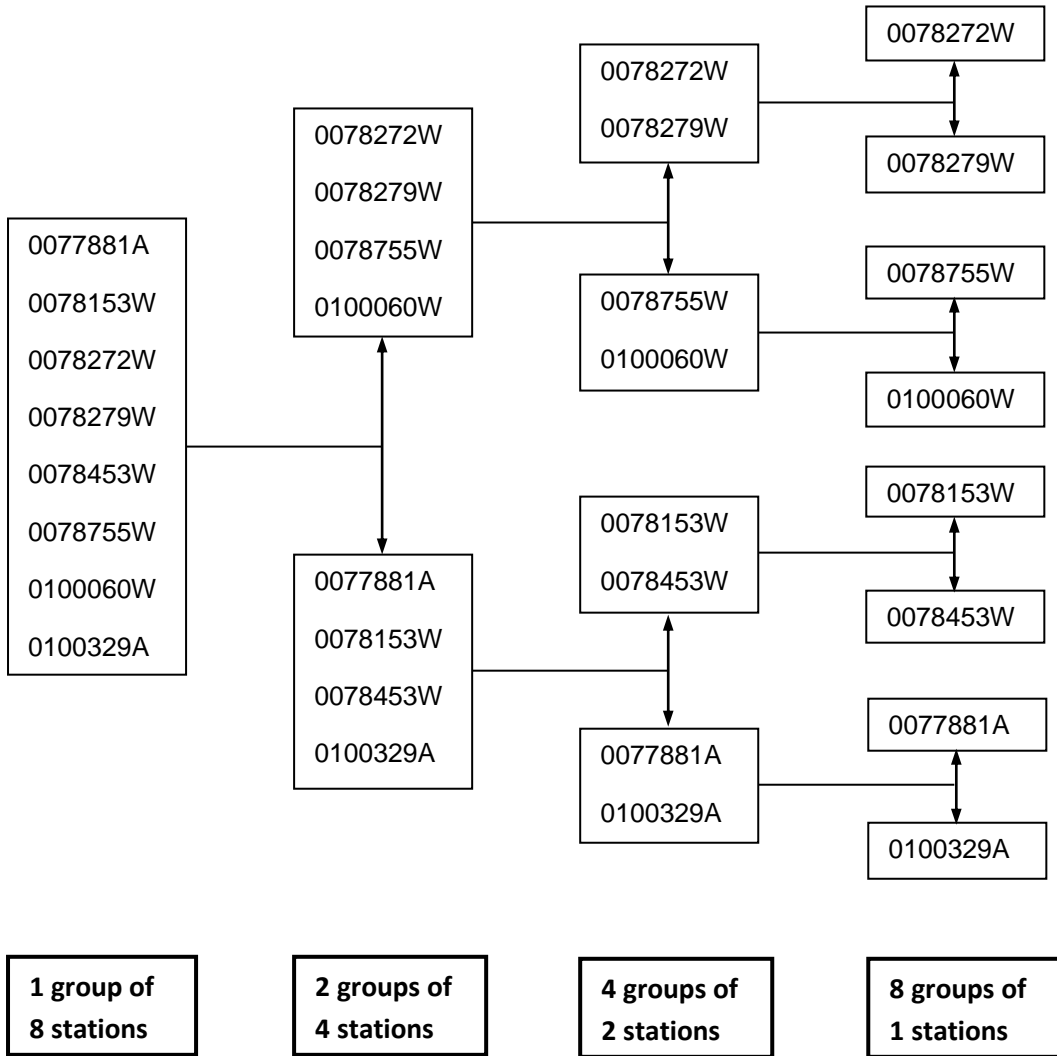 0077881A
0078153W
0078272W
0078279W
0078453W
0078755W
0100060W
0100329A
0078272W
0078279W
0078755W
0100060W
0077881A
0078153W
0078453W
0100329A
0078272W
0078279W
0078755W
0100060W
0078153W
0078453W
0077881A
0100329A
0078272W
0078279W
0078755W
0100060W
0078153W
0078453W
0077881A
0100329A
1 group of
8 stations
2 groups of
4 stations
4 groups of
2 stations
8 groups of
1 stations